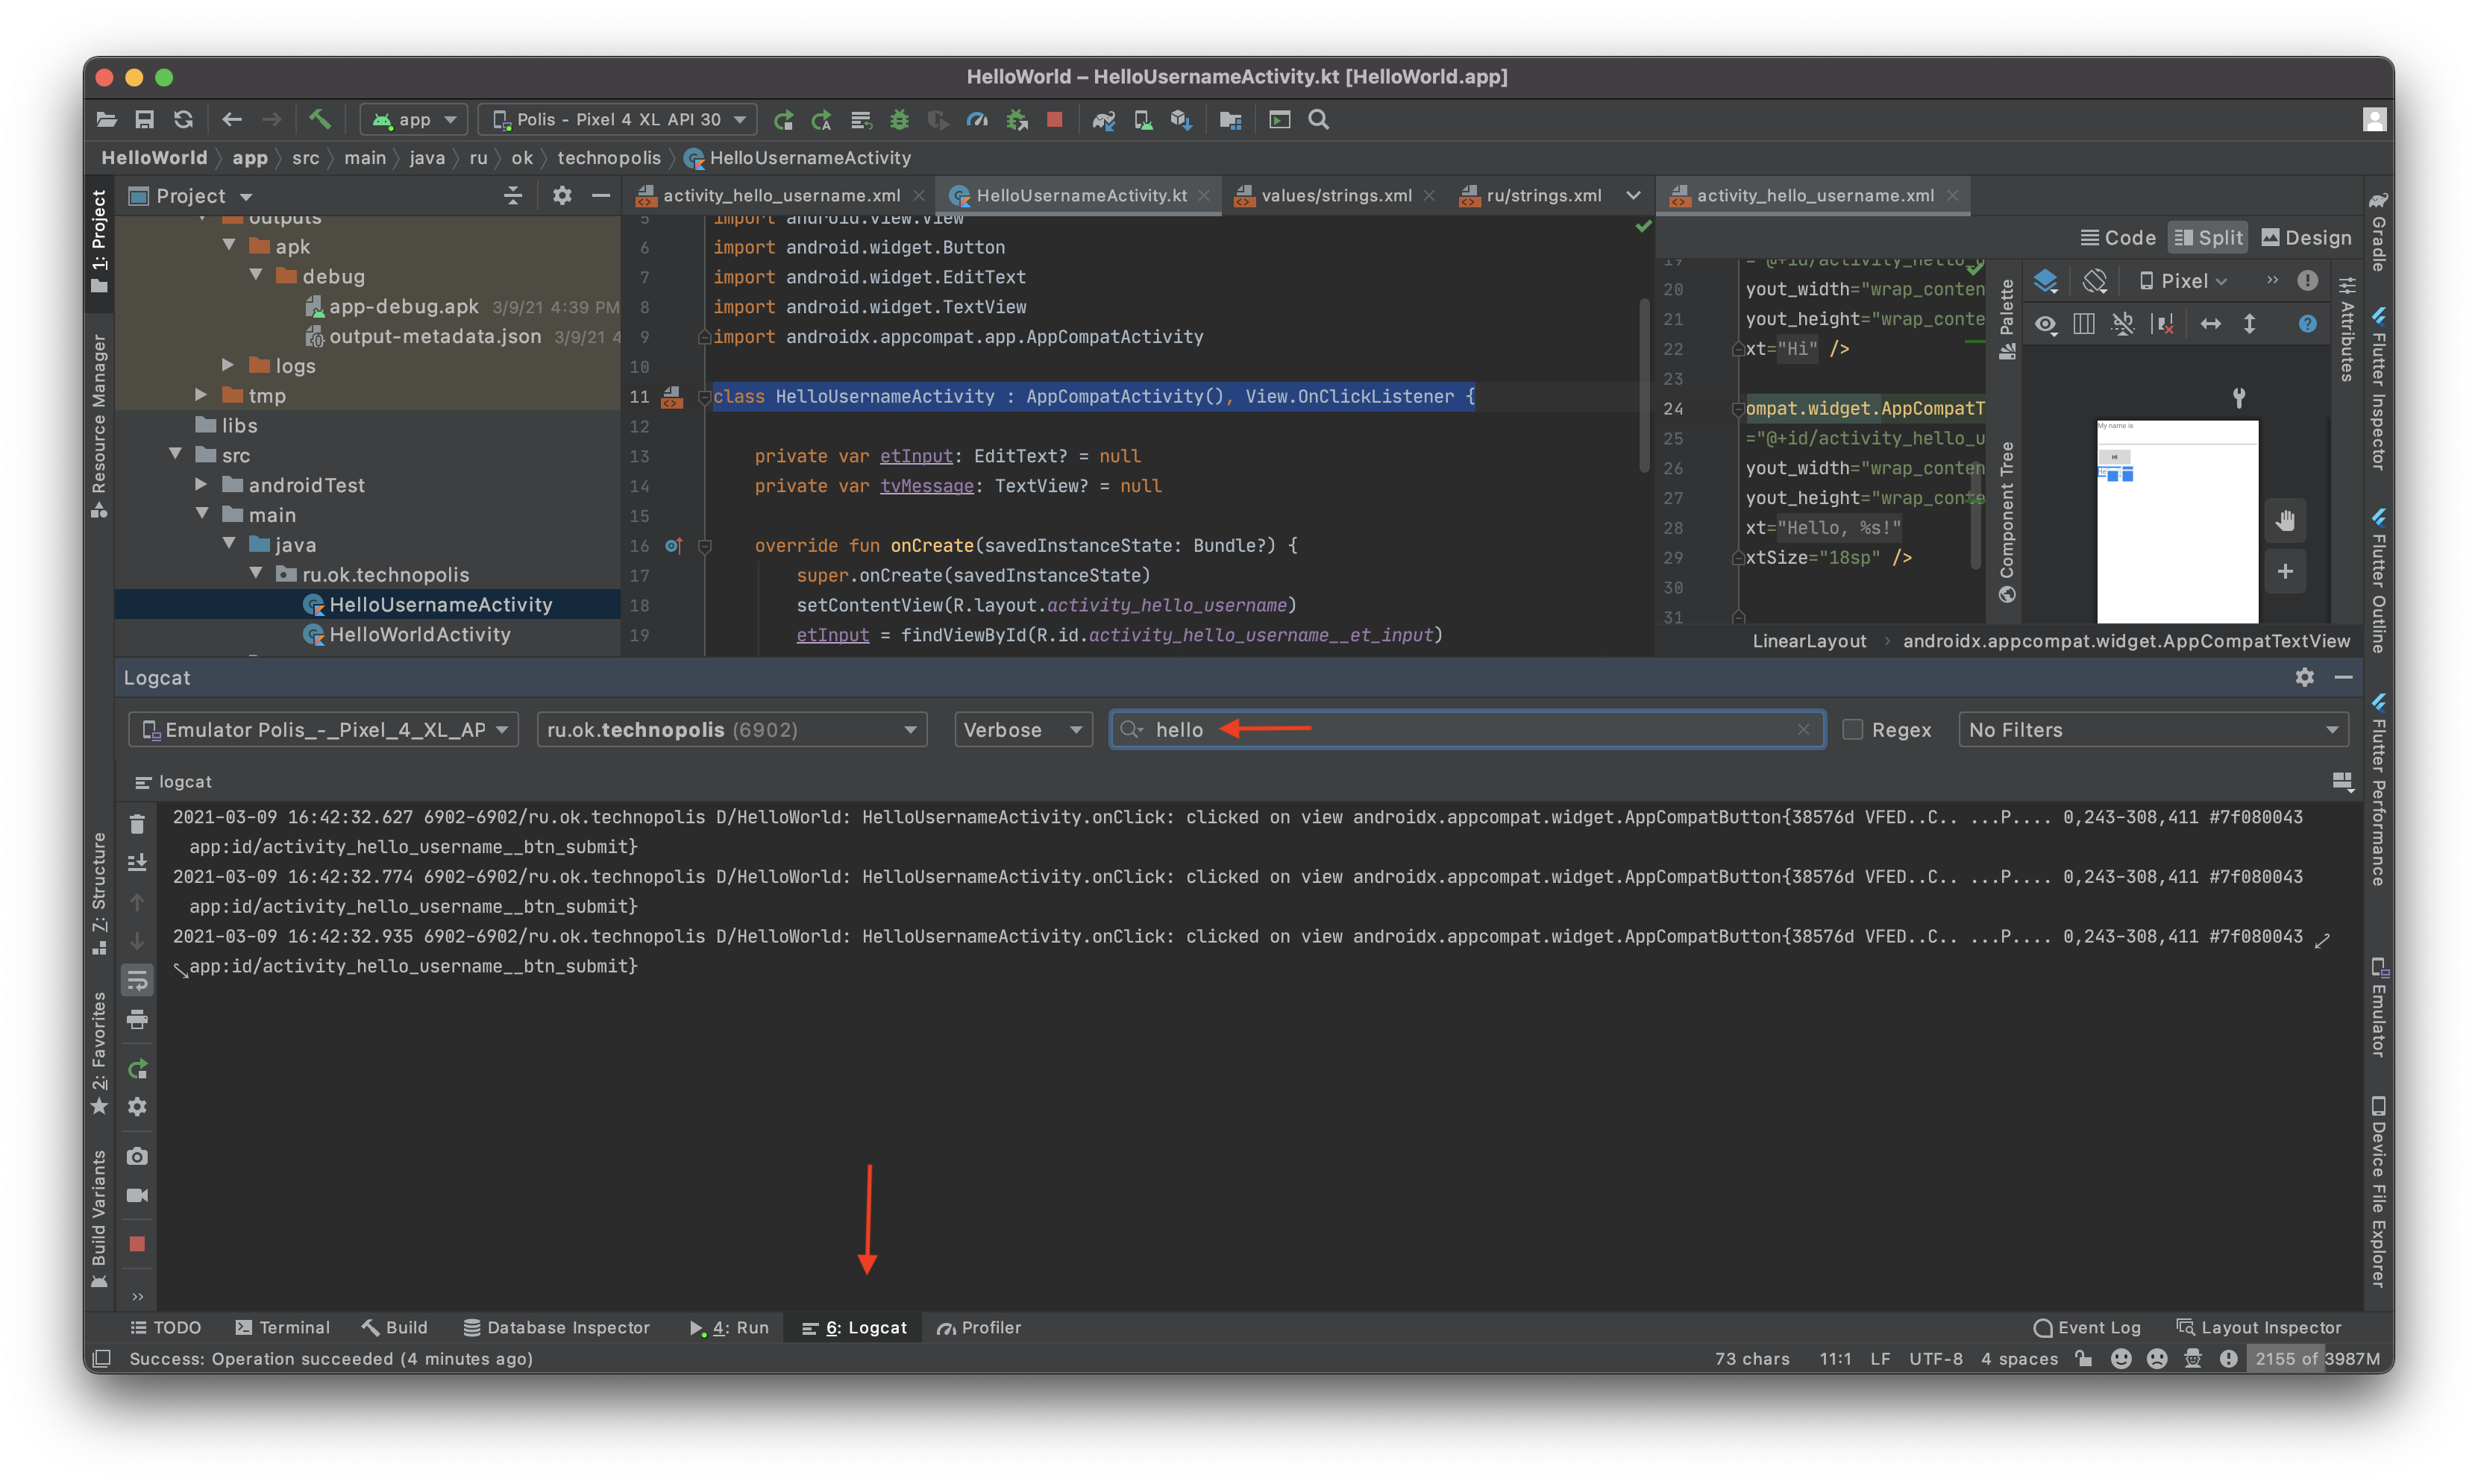 HelloWorld – HelloUsernameActivity.kt [HelloWorld.app]
app
Polis - Pixel 4 XL API 30
HelloWorld app src main java ru ok technopolis HelloUsernameActivity
Project
activity_hello_username.xml
HelloUsernameActivity.kt
values/strings.xml
ru/strings.xml
activity_hello_username.xml
1: Project
Resource Manager
Z: Structure
2: Favorites
Build Variants
outputs
apk
debug
app-debug.apk 3/9/21 4:39 PM
output-metadata.json 3/9/21 4
logs
tmp
libs
src
androidTest
main
java
ru.ok.technopolis
HelloUsernameActivity
HelloWorldActivity
5 import android.view.View
6 import android.widget.Button
7 import android.widget.EditText
8 import android.widget.TextView
9 import androidx.appcompat.app.AppCompatActivity
10
11 class HelloUsernameActivity : AppCompatActivity(), View.OnClickListener {
12
13 private var etInput: EditText? = null
14 private var tvMessage: TextView? = null
15
16 override fun onCreate(savedInstanceState: Bundle?) {
17 super.onCreate(savedInstanceState)
18 setContentView(R.layout.activity_hello_username)
19 etInput = findViewById(R.id.activity_hello_username__et_input)
Code Split Design
19 ="@+id/activity_hello_u
20 yout_width="wrap_conten
21 yout_height="wrap_conte
22 xt="Hi" />
23
24 ompat.widget.AppCompatT
25 ="@+id/activity_hello_u
26 yout_width="wrap_conten
27 yout_height="wrap_conte
28 xt="Hello, %s!"
29 xtSize="18sp" />
30
31
Palette
Component Tree
Pixel
My name is
HI
Attributes
LinearLayout androidx.appcompat.widget.AppCompatTextView
Gradle
Flutter Inspector
Flutter Outline
Flutter Performance
Emulator
Device File Explorer
Logcat
Emulator Polis_-_Pixel_4_XL_AP
ru.ok.technopolis (6902)
Verbose
hello
Regex
No Filters
logcat
2021-03-09 16:42:32.627 6902-6902/ru.ok.technopolis D/HelloWorld: HelloUsernameActivity.onClick: clicked on view androidx.appcompat.widget.AppCompatButton{38576d VFED..C.. ...P.... 0,243-308,411 #7f080043
app:id/activity_hello_username__btn_submit}
2021-03-09 16:42:32.774 6902-6902/ru.ok.technopolis D/HelloWorld: HelloUsernameActivity.onClick: clicked on view androidx.appcompat.widget.AppCompatButton{38576d VFED..C.. ...P.... 0,243-308,411 #7f080043
app:id/activity_hello_username__btn_submit}
2021-03-09 16:42:32.935 6902-6902/ru.ok.technopolis D/HelloWorld: HelloUsernameActivity.onClick: clicked on view androidx.appcompat.widget.AppCompatButton{38576d VFED..C.. ...P.... 0,243-308,411 #7f080043
app:id/activity_hello_username__btn_submit}
TODO Terminal Build Database Inspector 4: Run 6: Logcat Profiler Event Log Layout Inspector
Success: Operation succeeded (4 minutes ago)
73 chars 11:1 LF UTF-8 4 spaces 2155 of 3987M